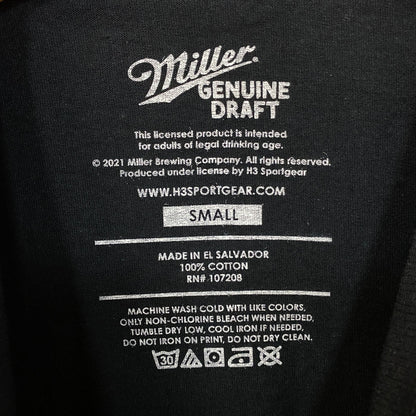 Miller
GENUINE
DRAFT
This licensed product is intended
for adults of legal drinking age.
© 2021 Miller Brewing Company. All rights reserved.
Produced under license by H3 Sportgear
WWW.H3SPORTGEAR.COM
SMALL
MADE IN EL SALVADOR
100% COTTON
RN# 107208
MACHINE WASH COLD WITH LIKE COLORS,
ONLY NON-CHLORINE BLEACH WHEN NEEDED,
TUMBLE DRY LOW, COOL IRON IF NEEDED,
DO NOT IRON ON PRINT, DO NOT DRY CLEAN.
30